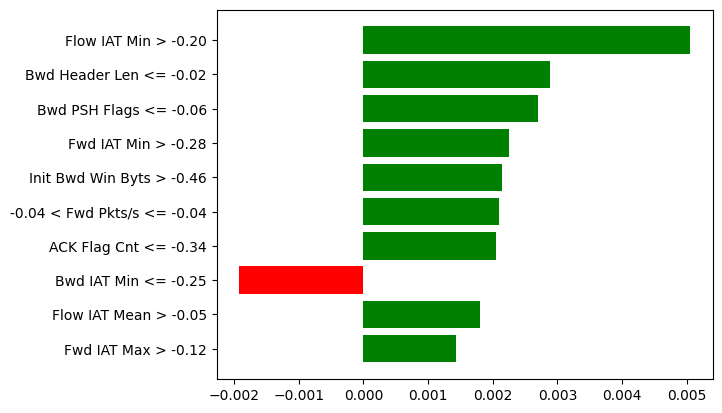 Flow IAT Min > -0.20
Bwd Header Len <= -0.02
Bwd PSH Flags <= -0.06
Fwd IAT Min > -0.28
Init Bwd Win Byts > -0.46
-0.04 < Fwd Pkts/s <= -0.04
ACK Flag Cnt <= -0.34
Bwd IAT Min <= -0.25
Flow IAT Mean > -0.05
Fwd IAT Max > -0.12
−0.002 −0.001 0.000 0.001 0.002 0.003 0.004 0.005